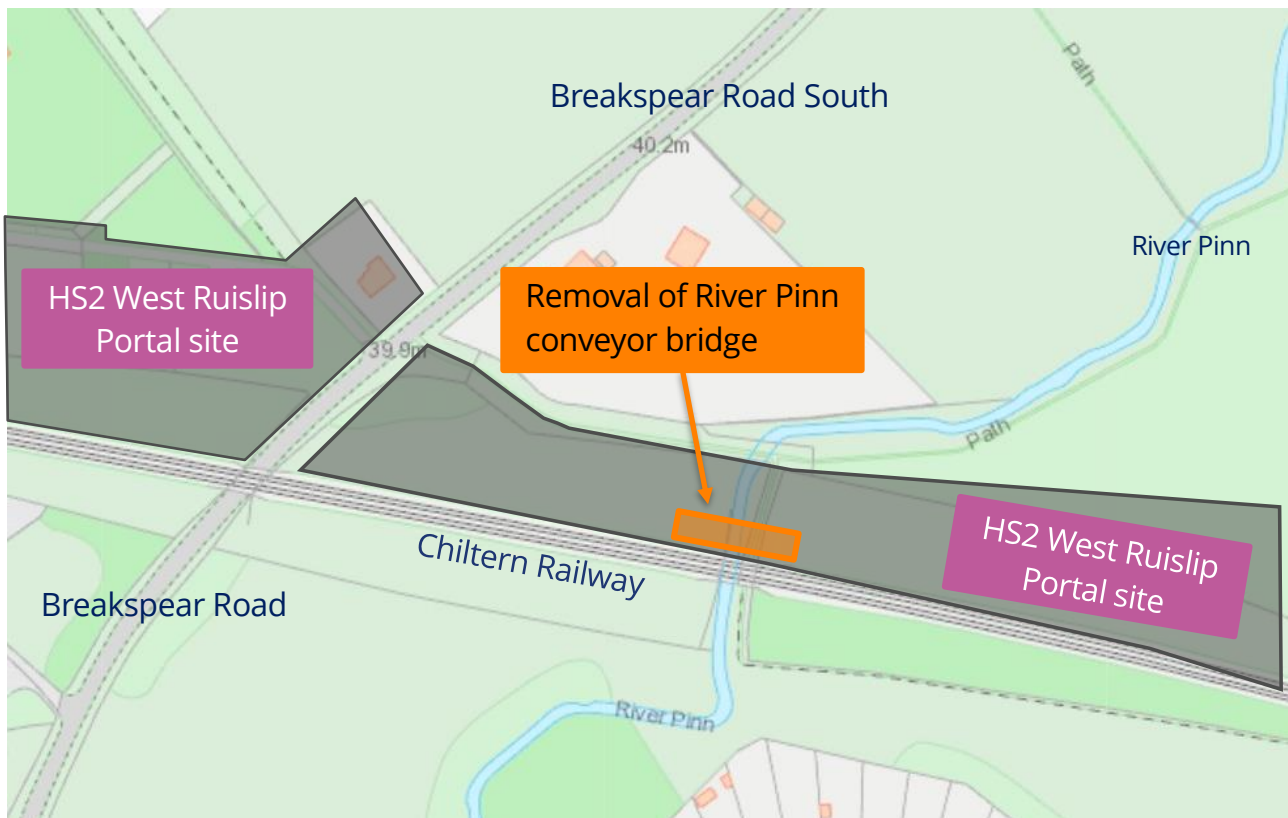 Path
Breakspear Road South
40.2m
River Pinn
HS2 West Ruislip
Portal site
Removal of River Pinn
conveyor bridge
39.9m
Path
HS2 West Ruislip
Portal site
Chiltern Railway
Breakspear Road
River Pinn